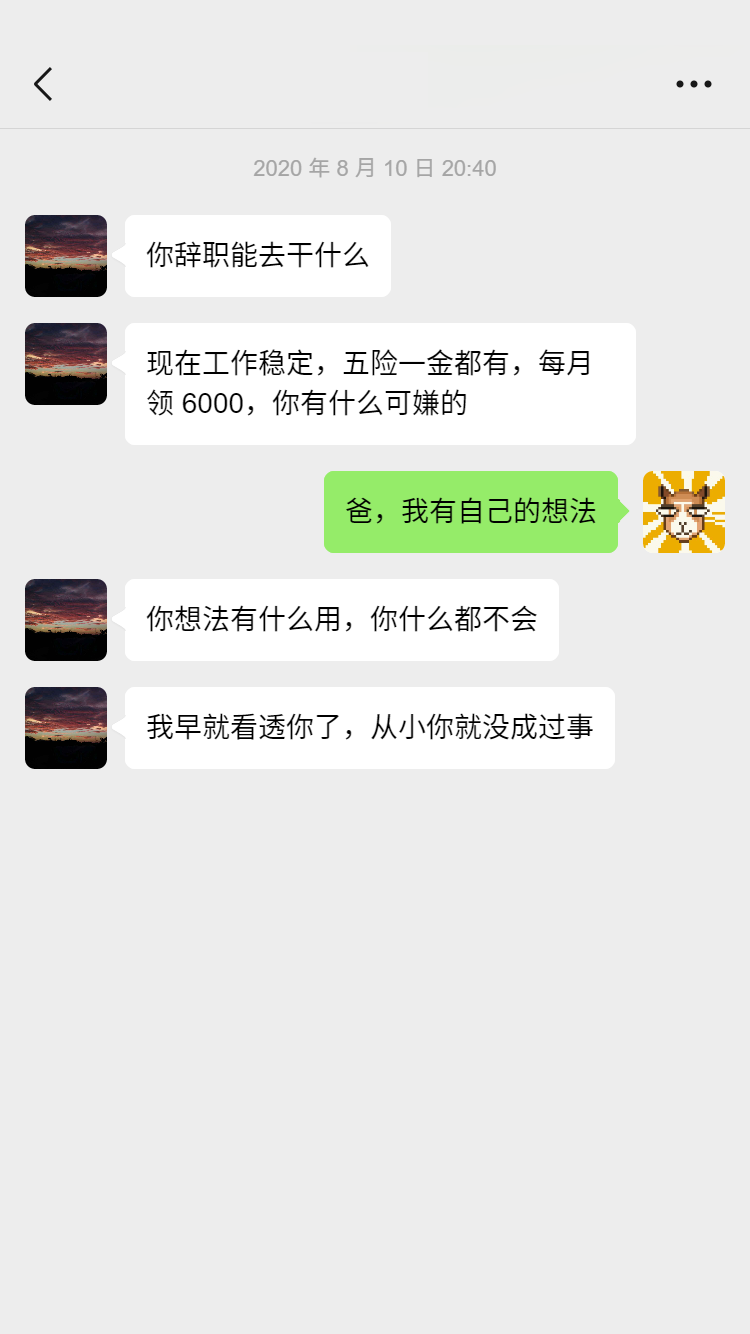 2020 年 8 月 10 日 20:40
你辞职能去干什么
现在工作稳定，五险一金都有，每月
领 6000，你有什么可嫌的
爸，我有自己的想法
你想法有什么用，你什么都不会
我早就看透你了，从小你就没成过事